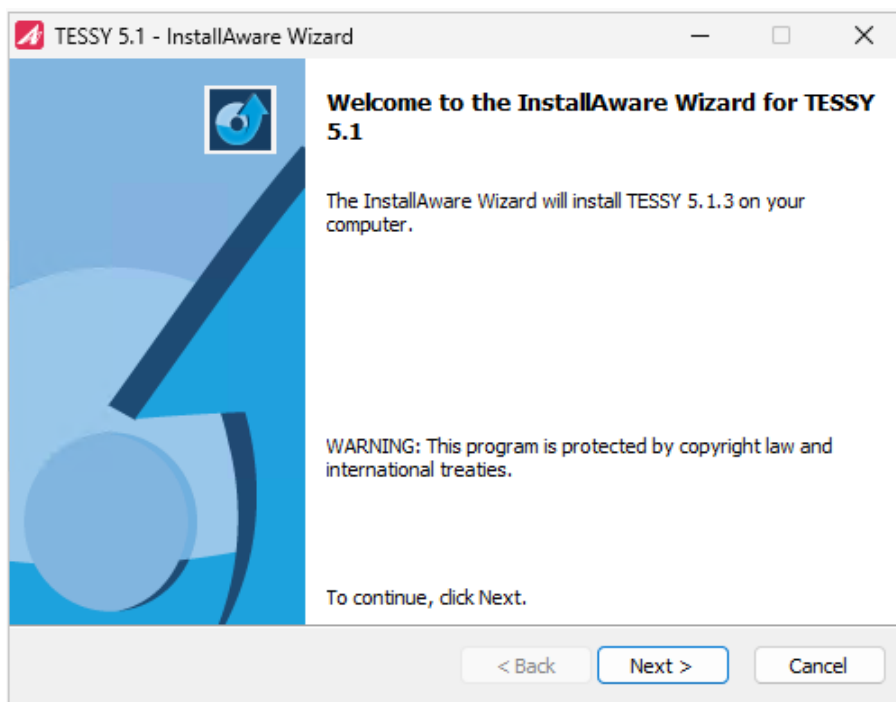 TESSY 5.1 - InstallAware Wizard
Welcome to the InstallAware Wizard for TESSY
5.1
The InstallAware Wizard will install TESSY 5.1.3 on your
computer.
WARNING: This program is protected by copyright law and
international treaties.
To continue, click Next.
< Back
Next >
Cancel